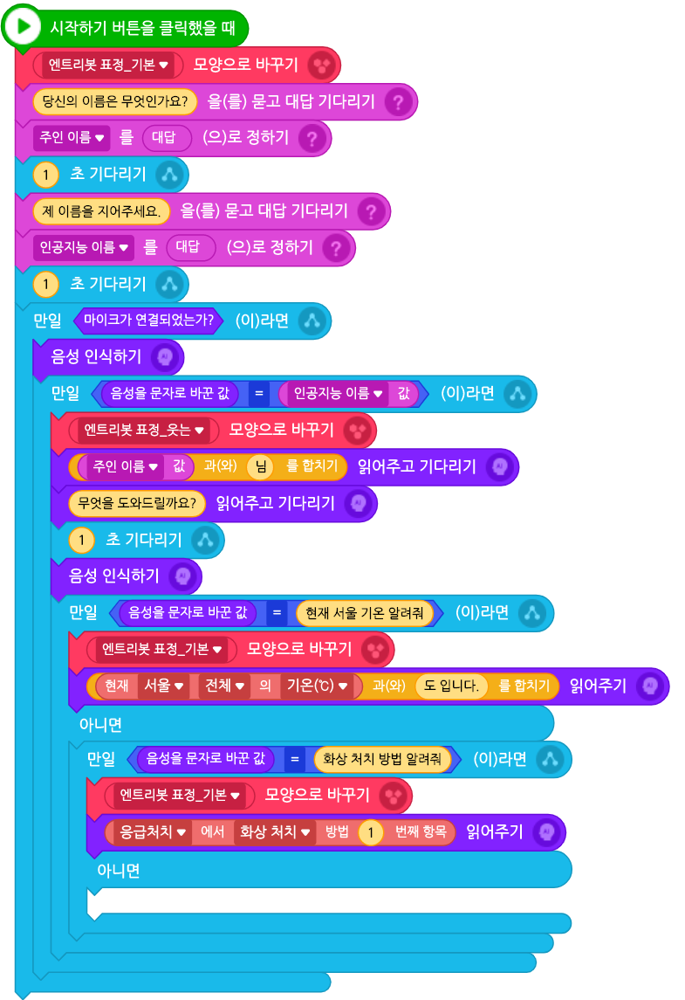 시작하기 버튼을 클릭했을 때
엔트리봇 표정_기본 모양으로 바꾸기
당신의 이름은 무엇인가요? 을(를) 묻고 대답 기다리기 ?
주인 이름 를 대답 (으)로 정하기 ?
1 초 기다리기
제 이름을 지어주세요. 을(를) 묻고 대답 기다리기 ?
인공지능 이름 를 대답 (으)로 정하기 ?
1 초 기다리기
만일 마이크가 연결되었는가? (이)라면
음성 인식하기 AI
만일 음성을 문자로 바꾼 값 = 인공지능 이름 값 (이)라면
엔트리봇 표정_웃는 모양으로 바꾸기
주인 이름 값 과(와) 님 를 합치기 읽어주고 기다리기 AI
무엇을 도와드릴까요? 읽어주고 기다리기 AI
1 초 기다리기
음성 인식하기 AI
만일 음성을 문자로 바꾼 값 = 현재 서울 기온 알려줘 (이)라면
엔트리봇 표정_기본 모양으로 바꾸기
현재 서울 전체 의 기온(℃) 과(와) 도 입니다. 를 합치기 읽어주기 AI
아니면
만일 음성을 문자로 바꾼 값 = 화상 처치 방법 알려줘 (이)라면
엔트리봇 표정_기본 모양으로 바꾸기
응급처치 에서 화상 처치 방법 1 번째 항목 읽어주기 AI
아니면